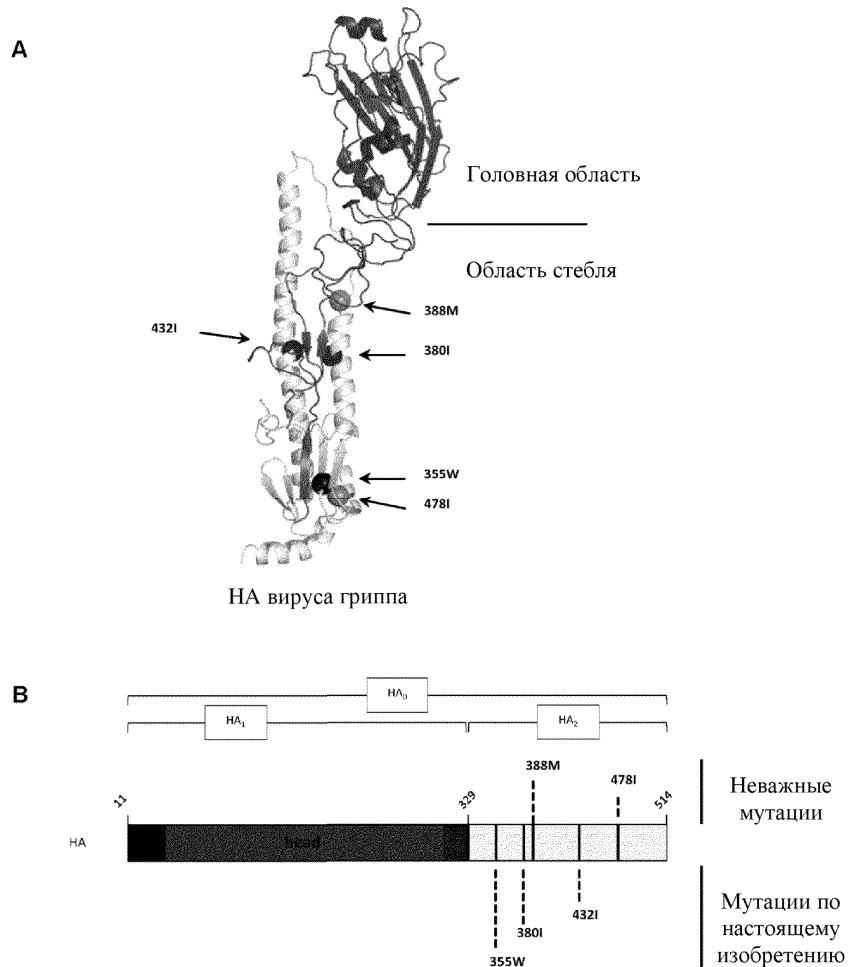 A
Головная область
Область стебля
388M
432I
380I
355W
478I
НА вируса гриппа
B
HA0
HA1
HA2
388M
478I
Неважные
мутации
11
329
514
HA
head
432I
380I
355W
Мутации по
настоящему
изобретению